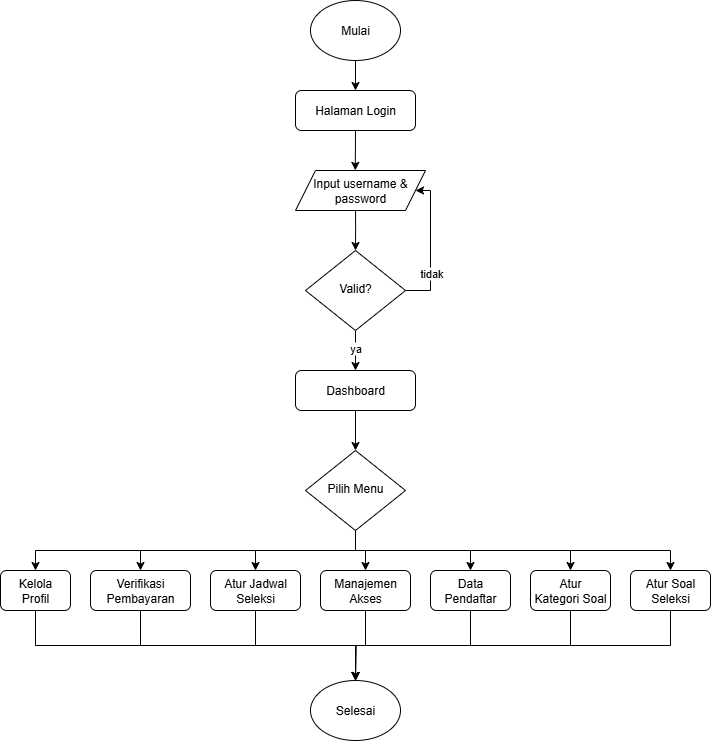 Mulai
Halaman Login
Input username &
password
Valid?
tidak
ya
Dashboard
Pilih Menu
Kelola
Profil
Verifikasi
Pembayaran
Atur Jadwal
Seleksi
Manajemen
Akses
Data
Pendaftar
Atur
Kategori Soal
Atur Soal
Seleksi
Selesai